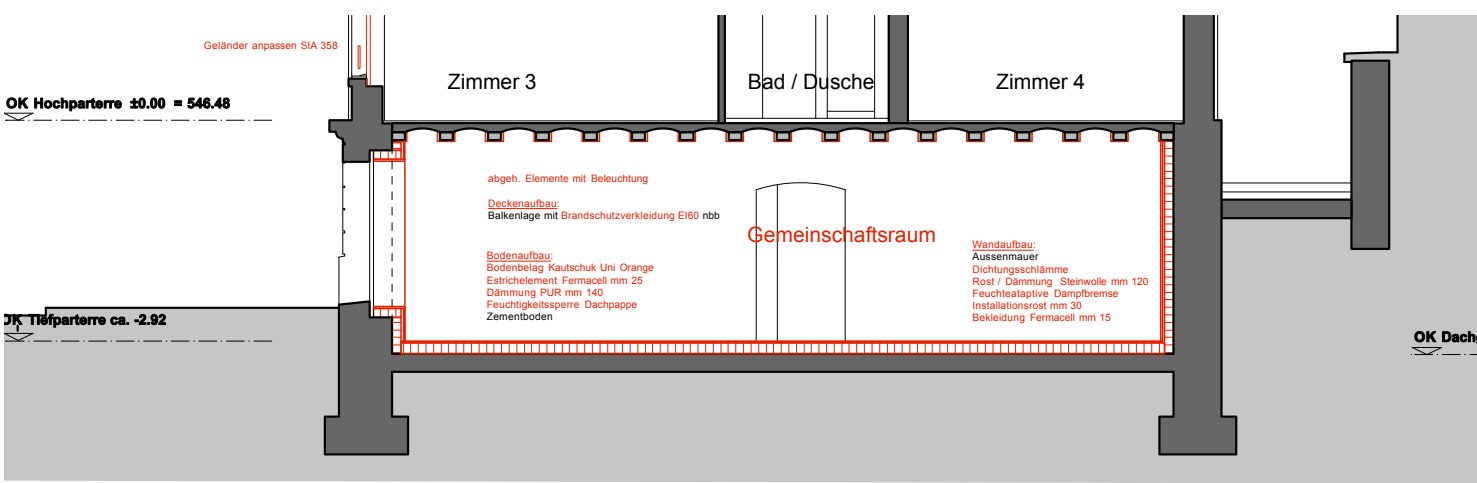 Geländer anpassen SIA 358
Zimmer 3
Bad / Dusche
Zimmer 4
OK Hochparterre ±0.00 = 546.48
abgeh. Elemente mit Beleuchtung
Deckenaufbau:
Balkenlage mit Brandschutzverkleidung EI60 nbb
Gemeinschaftsraum
Bodenaufbau:
Bodenbelag Kautschuk Uni Orange
Estrichelement Fermacell mm 25
Dämmung PUR mm 140
Feuchtigkeitssperre Dachpappe
Zementboden
Wandaufbau:
Aussenmauer
Dichtungsschlämme
Rost / Dämmung Steinwolle mm 120
Feuchteataptive Dampfbremse
Installationsrost mm 30
Bekleidung Fermacell mm 15
OK Tiefparterre ca. -2.92
OK Dachg